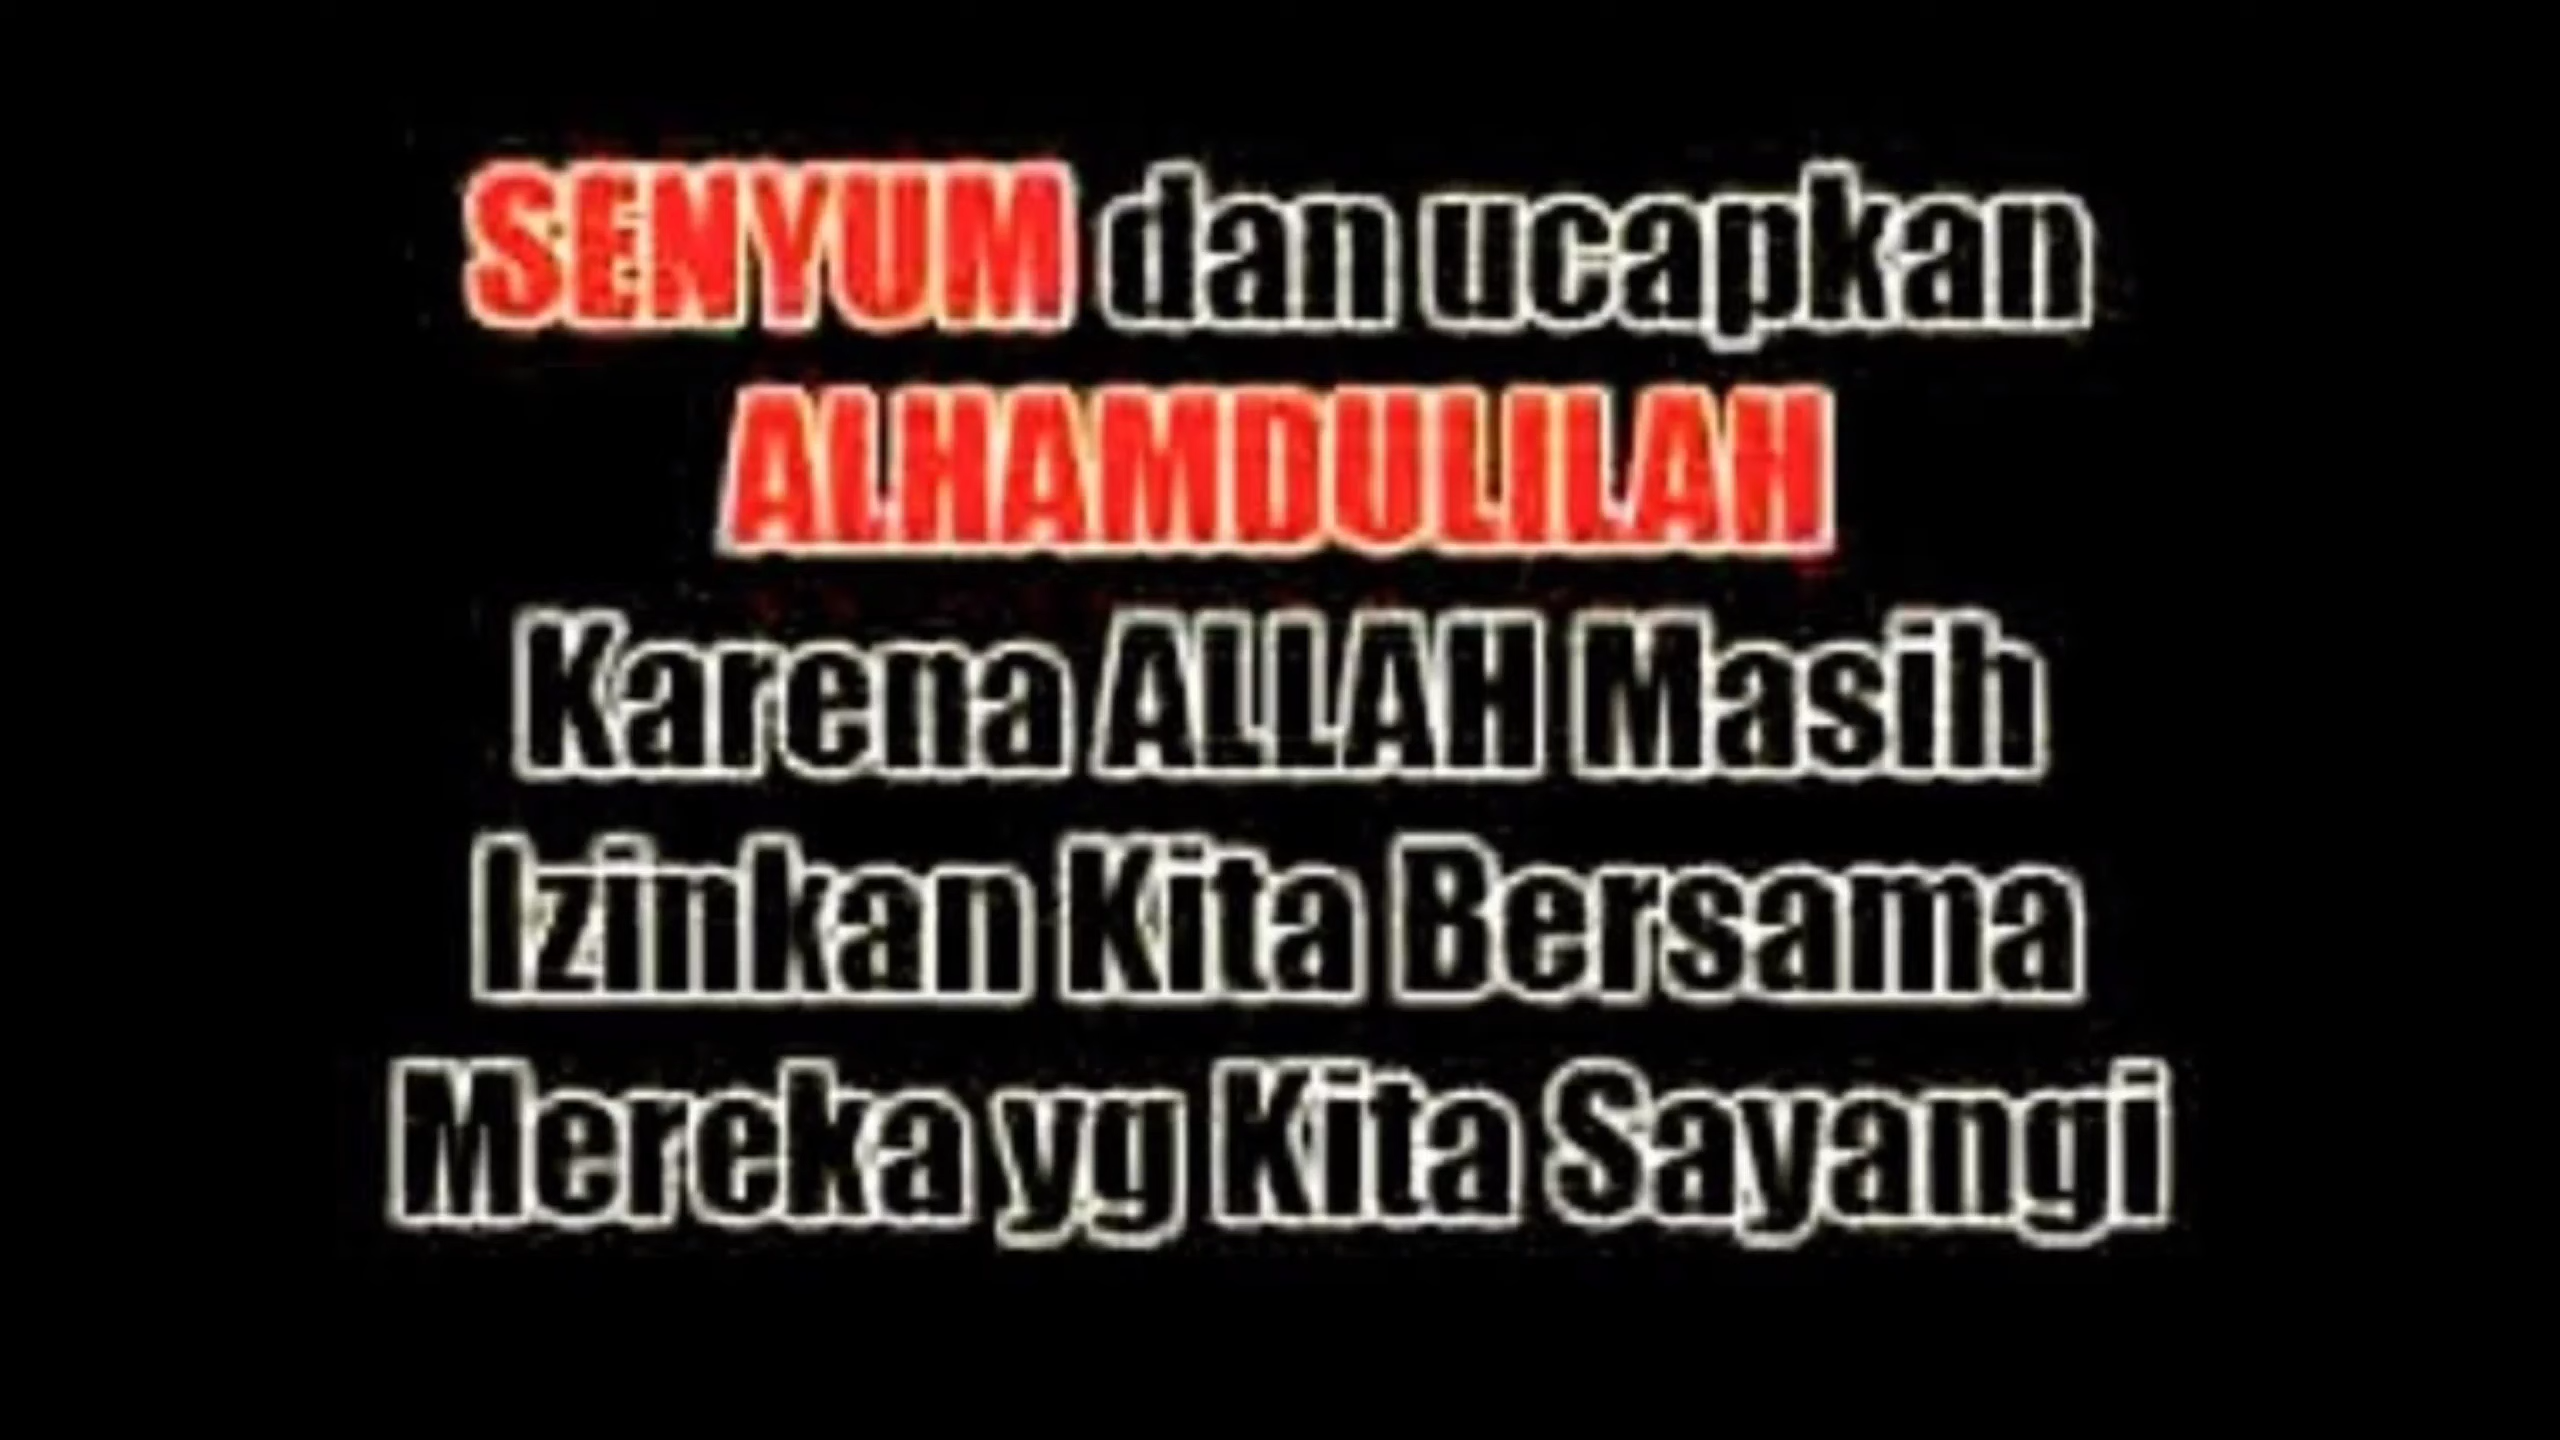 SENYUM dan ucapkan
ALHAMDULILAH
Karena ALLAH Masih
Izinkan Kita Bersama
Mereka yg Kita Sayangi